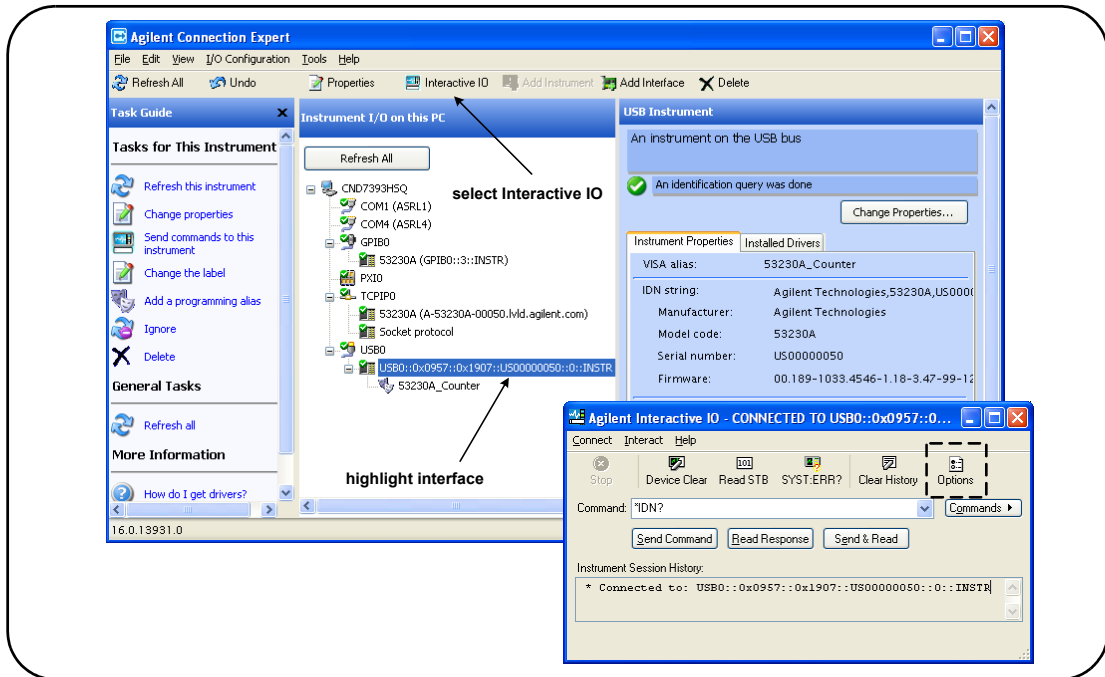 Agilent Connection Expert
File Edit View I/O Configuration Tools Help
Refresh All Undo Properties Interactive IO Add Instrument Add Interface Delete
Task Guide
Tasks for This Instrument
Refresh this instrument
Change properties
Send commands to this
instrument
Change the label
Add a programming alias
Ignore
Delete
General Tasks
Refresh all
More Information
How do I get drivers?
16.0.13931.0
Instrument I/O on this PC
Refresh All
select Interactive IO
CND7393HSQ
COM1 (ASRL1)
COM4 (ASRL4)
GPIB0
53230A (GPIB0::3::INSTR)
PXI0
TCPIP0
53230A (A-53230A-00050.lvld.agilent.com)
Socket protocol
USB0
USB0::0x0957::0x1907::US00000050::0::INSTR
53230A_Counter
highlight interface
USB Instrument
An instrument on the USB bus
An identification query was done
Change Properties...
Instrument Properties Installed Drivers
VISA alias: 53230A_Counter
IDN string: Agilent Technologies,53230A,US000(
Manufacturer: Agilent Technologies
Model code: 53230A
Serial number: US00000050
Firmware: 00.189-1033.4546-1.18-3.47-99-12
Agilent Interactive IO - CONNECTED TO USB0::0x0957::0...
Connect Interact Help
Stop Device Clear Read STB SYST:ERR? Clear History Options
Command: *IDN? Commands
Send Command Read Response Send & Read
Instrument Session History:
* Connected to: USB0::0x0957::0x1907::US00000050::0::INSTR